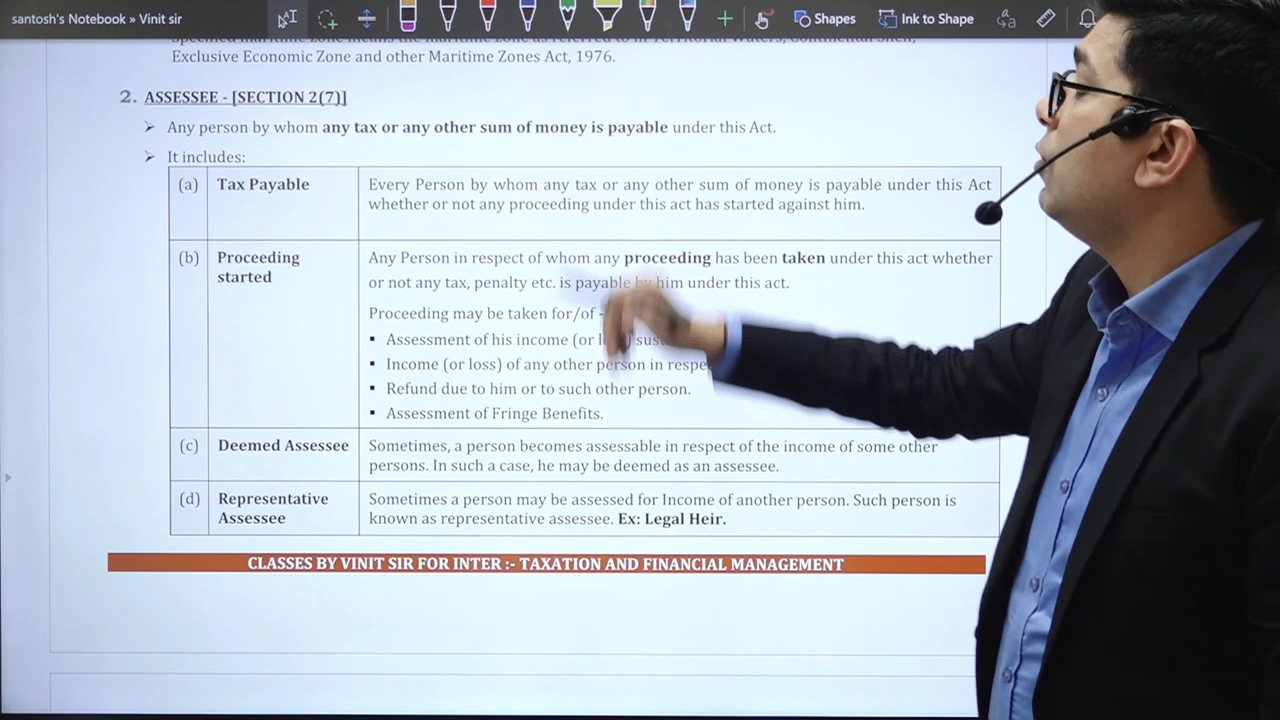 santosh's Notebook » Vinit sir
Shapes
Ink to Shape
Exclusive Economic Zone and other Maritime Zones Act, 1976.
2. ASSESSEE - [SECTION 2(7)]
➢ Any person by whom any tax or any other sum of money is payable under this Act.
➢ It includes:
(a) Tax Payable
Every Person by whom any tax or any other sum of money is payable under this Act
whether or not any proceeding under this act has started against him.
(b) Proceeding
started
Any Person in respect of whom any proceeding has been taken under this act whether
or not any tax, penalty etc. is payable by him under this act.
Proceeding may be taken for/of -
▪ Assessment of his income (or
▪ Income (or loss) of any other person in
▪ Refund due to him or to such other person.
▪ Assessment of Fringe Benefits.
(c) Deemed Assessee
Sometimes, a person becomes assessable in respect of the income of some other
persons. In such a case, he may be deemed as an assessee.
(d) Representative
Assessee
Sometimes a person may be assessed for Income of another person. Such person is
known as representative assessee. Ex: Legal Heir.
CLASSES BY VINIT SIR FOR INTER :- TAXATION AND FINANCIAL MANAGEMENT